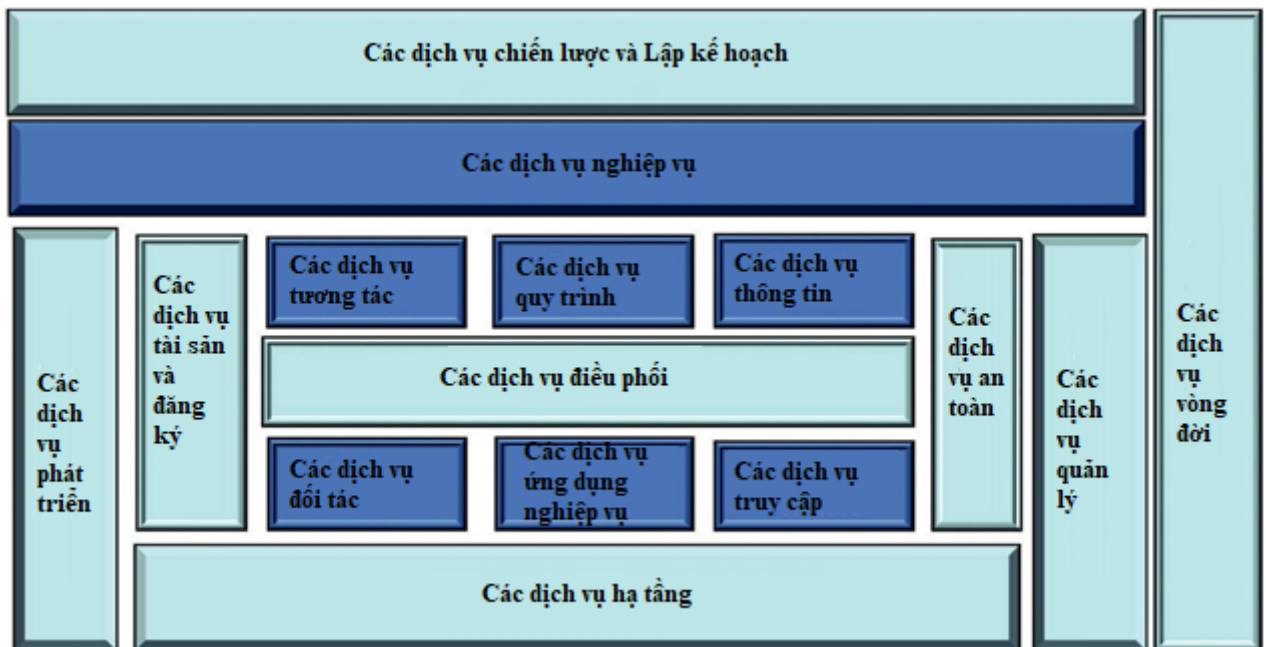 Các dịch vụ chiến lược và Lập kế hoạch
Các dịch vụ nghiệp vụ
Các
dịch
vụ
phát
triển
Các
dịch vụ
tài sản
và
đăng
ký
Các dịch vụ
tương tác
Các dịch vụ
quy trình
Các dịch vụ
thông tin
Các dịch vụ điều phối
Các dịch vụ
đối tác
Các dịch vụ
ứng dụng
nghiệp vụ
Các dịch vụ
truy cập
Các
dịch
vụ an
toàn
Các
dịch
vụ
quản
lý
Các
dịch
vụ
vòng
đời
Các dịch vụ hạ tầng